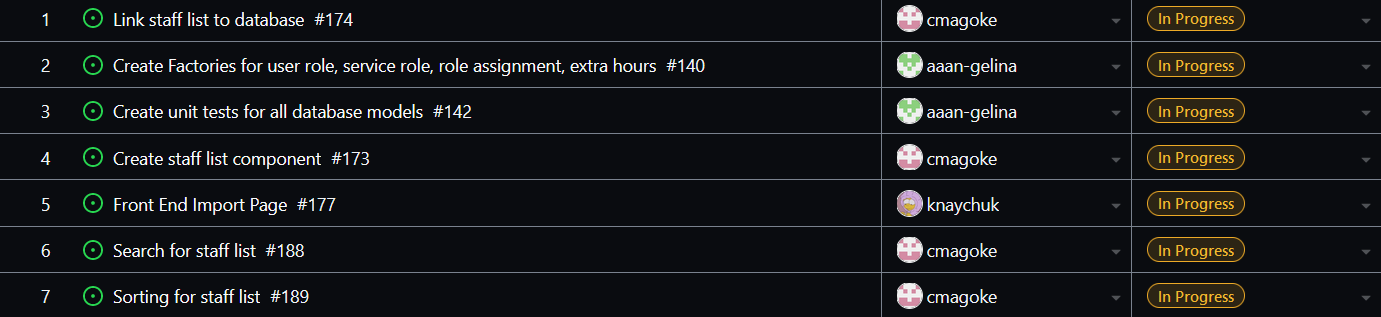 1 Link staff list to database #174 cmagoke In Progress
2 Create Factories for user role, service role, role assignment, extra hours #140 aaan-gelina In Progress
3 Create unit tests for all database models #142 aaan-gelina In Progress
4 Create staff list component #173 cmagoke In Progress
5 Front End Import Page #177 knaychuk In Progress
6 Search for staff list #188 cmagoke In Progress
7 Sorting for staff list #189 cmagoke In Progress